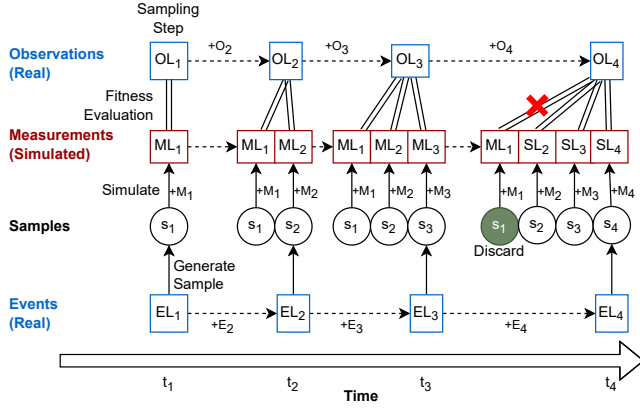 Sampling
Step
Observations
(Real)
OL1
+O2
OL2
+O3
OL3
+O4
OL4
Fitness
Evaluation
Measurements
(Simulated)
ML1
ML1 ML2
ML1 ML2 ML3
ML1 SL2 SL3 SL4
Simulate
+M1
+M1 +M2
+M1 +M2 +M3
+M1 +M2 +M3 +M4
Samples
s1
s1 s2
s1 s2 s3
s1 s2 s3 s4
Discard
Generate
Sample
Events
(Real)
EL1
+E2
EL2
+E3
EL3
+E4
EL4
t1 t2 t3 t4
Time